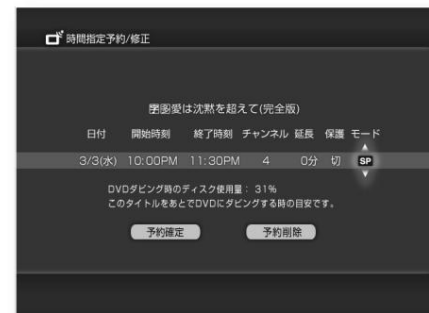 時間指定予約/修正
愛は沈黙を超えて(完全版)
日付 開始時刻 終了時刻 チャンネル 延長 保護 モード
3/3(水) 10:00PM 11:30PM 4 0分 切 SP
DVDダビング時のディスク使用量: 31%
このタイトルをあとでDVDにダビングする時の目安です。
予約確定 予約削除